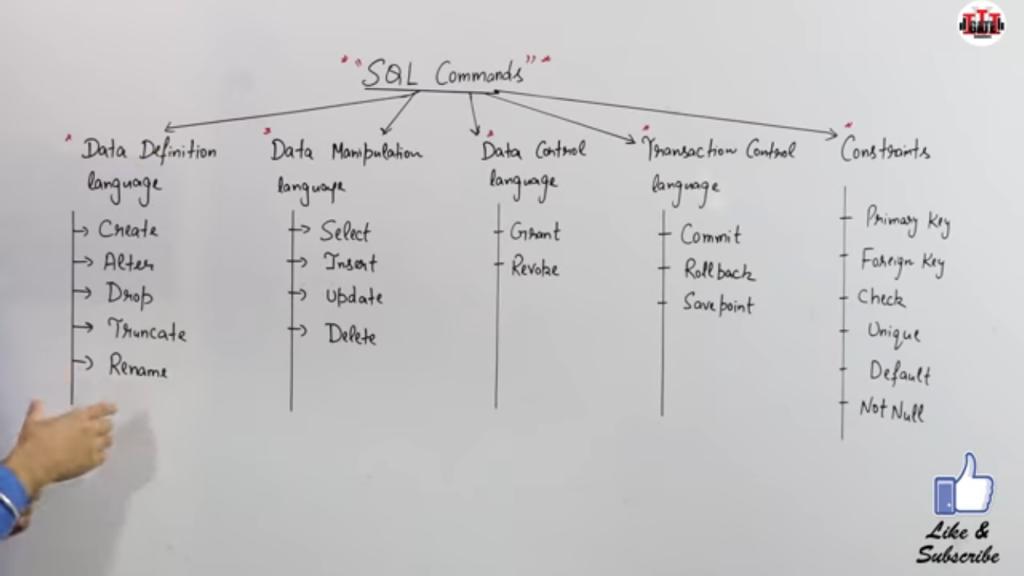 "SQL Commands"
Data Definition
language
Create
Alter
Drop
Truncate
Rename
Data Manipulation
language
Select
Insert
Update
Delete
Data Control
language
Grant
Revoke
Transaction Control
language
Commit
Rollback
Savepoint
Constraints
Primary Key
Foreign Key
Check
Unique
Default
Not Null
GATE
Like &
Subscribe